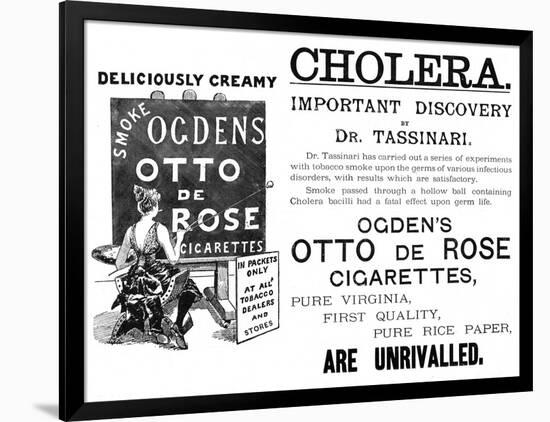 DELICIOUSLY CREAMY
SMOKE
OGDENS
OTTO
DE
ROSE
CIGARETTES
IN PACKETS
ONLY
AT ALL
TOBACCO
DEALERS
AND
STORES
CHOLERA.
IMPORTANT DISCOVERY
BY
DR. TASSINARI.
Dr. Tassinari has carried out a series of experiments
with tobacco smoke upon the germs of various infectious
disorders, with results which are satisfactory.
Smoke passed through a hollow ball containing
Cholera bacilli had a fatal effect upon germ life.
OGDEN'S
OTTO DE ROSE
CIGARETTES,
PURE VIRGINIA,
FIRST QUALITY,
PURE RICE PAPER,
ARE UNRIVALLED.